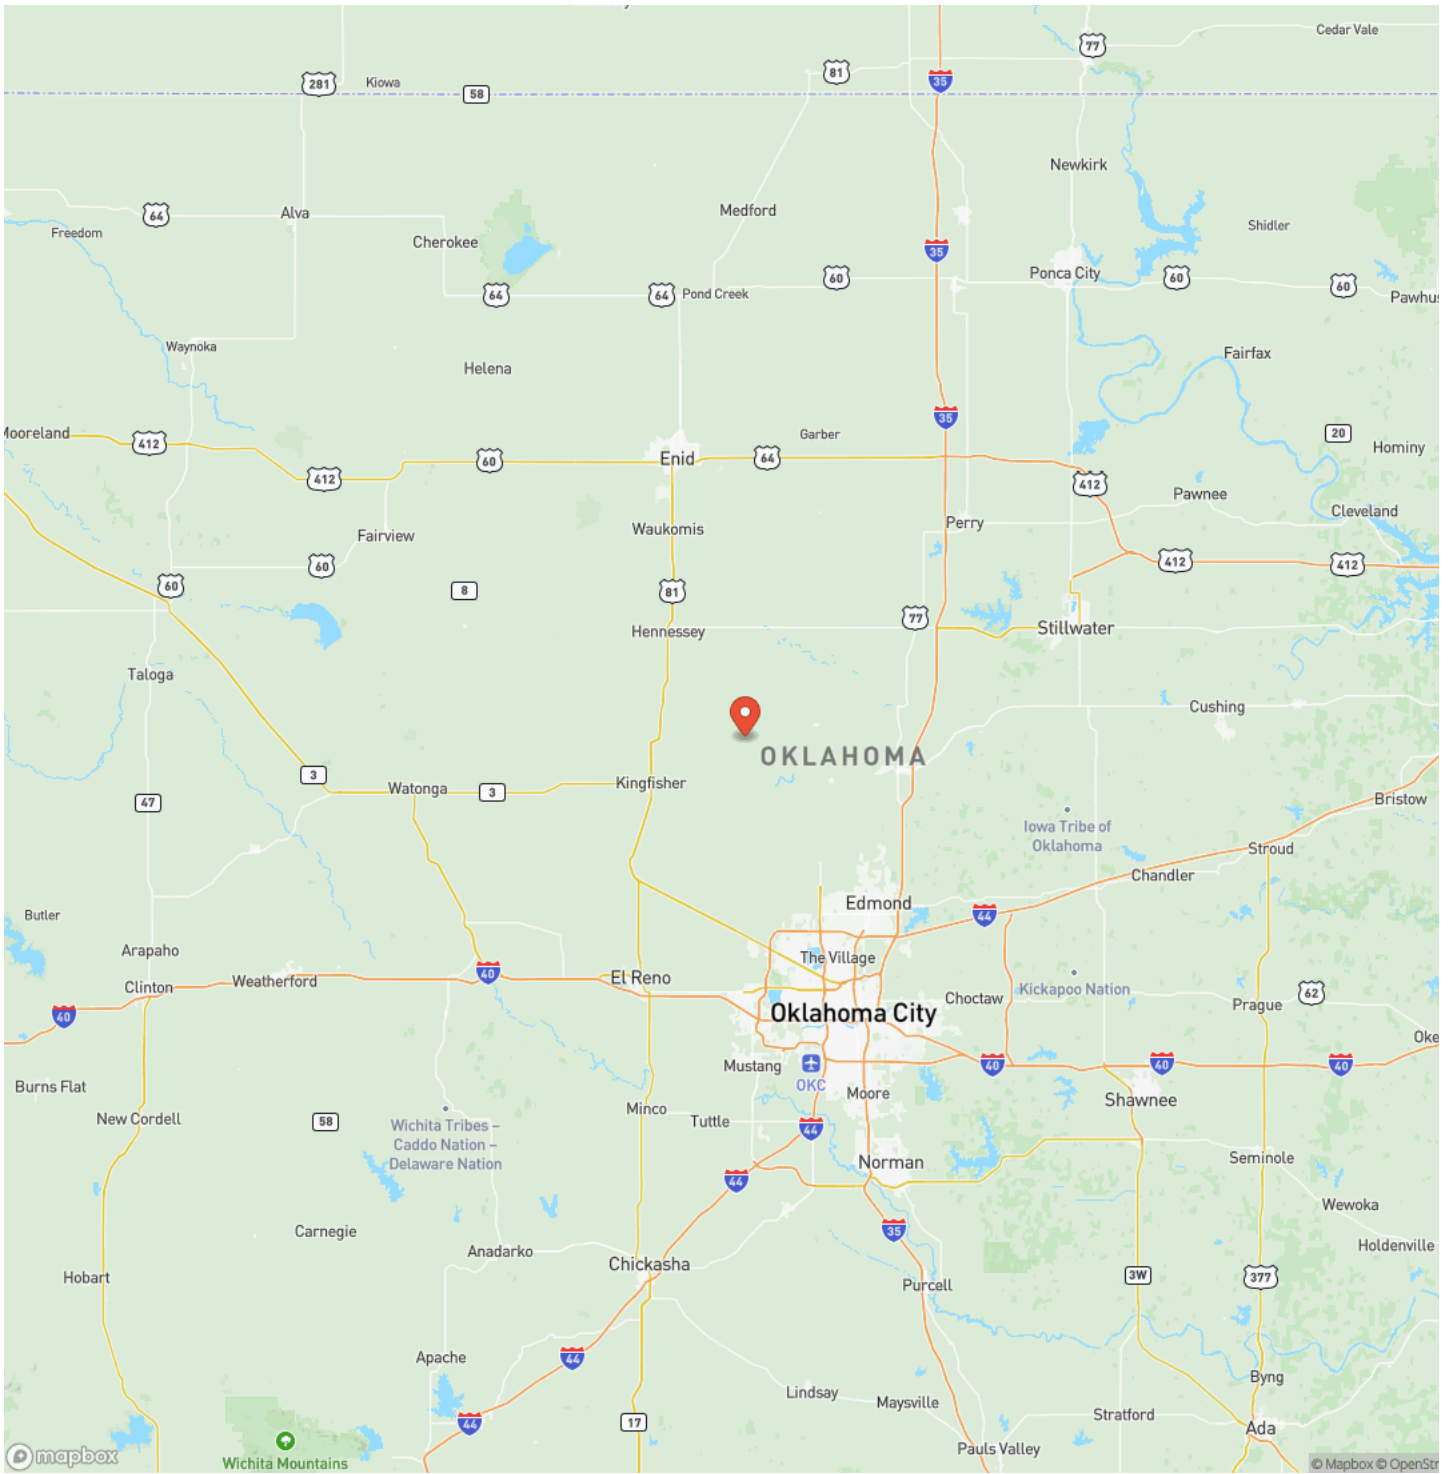 Cedar Vale
77
81
281
Kiowa
58
35
Newkirk
64
Alva
Medford
Freedom
Cherokee
Shidler
35
Ponca City
60
60
60
64
64
Pond Creek
Pawhus
Waynoka
Helena
Fairfax
35
Mooreland
412
Garber
20
Hominy
Enid
60
64
412
412
Pawnee
Cleveland
Waukomis
Perry
Fairview
60
412
412
60
8
81
77
Hennessey
Stillwater
Taloga
Cushing
OKLAHOMA
3
Watonga
3
Kingfisher
47
Bristow
Iowa Tribe of
Oklahoma
Stroud
Chandler
Edmond
Butler
44
Arapaho
The Village
40
El Reno
Weatherford
Clinton
Choctaw
Kickapoo Nation
62
Prague
40
Oklahoma City
Oke
Mustang
OKC
40
40
40
Burns Flat
Moore
Shawnee
New Cordell
58
Minco
Tuttle
44
Wichita Tribes –
Caddo Nation –
Delaware Nation
Norman
Seminole
44
Wewoka
Carnegie
35
Anadarko
Holdenville
Chickasha
Hobart
Purcell
3W
377
Apache
44
Byng
Lindsay
Maysville
Stratford
44
17
Ada
Pauls Valley
mapbox
Wichita Mountains
© Mapbox © OpenStr